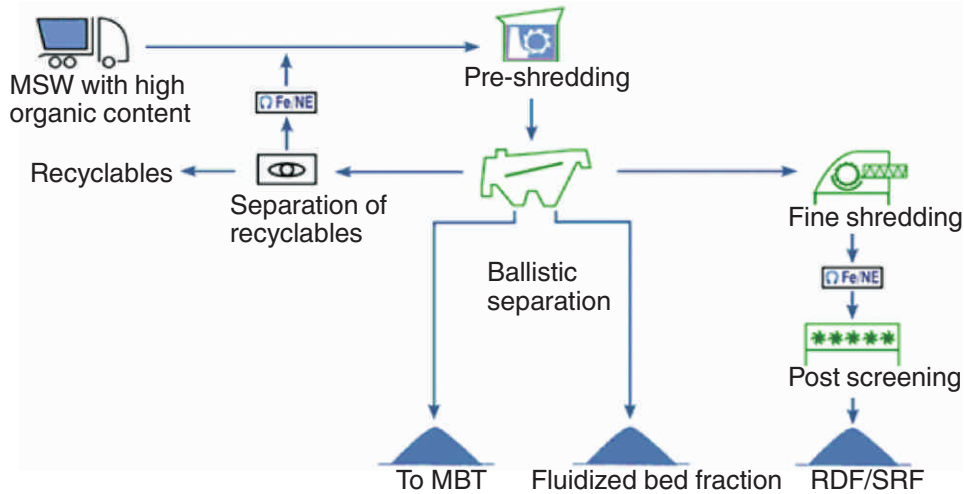 MSW with high
organic content
Pre-shredding
Ω Fe/NE
Recyclables
Separation of
recyclables
Fine shredding
Ballistic
separation
Ω Fe/NE
Post screening
To MBT
Fluidized bed fraction
RDF/SRF